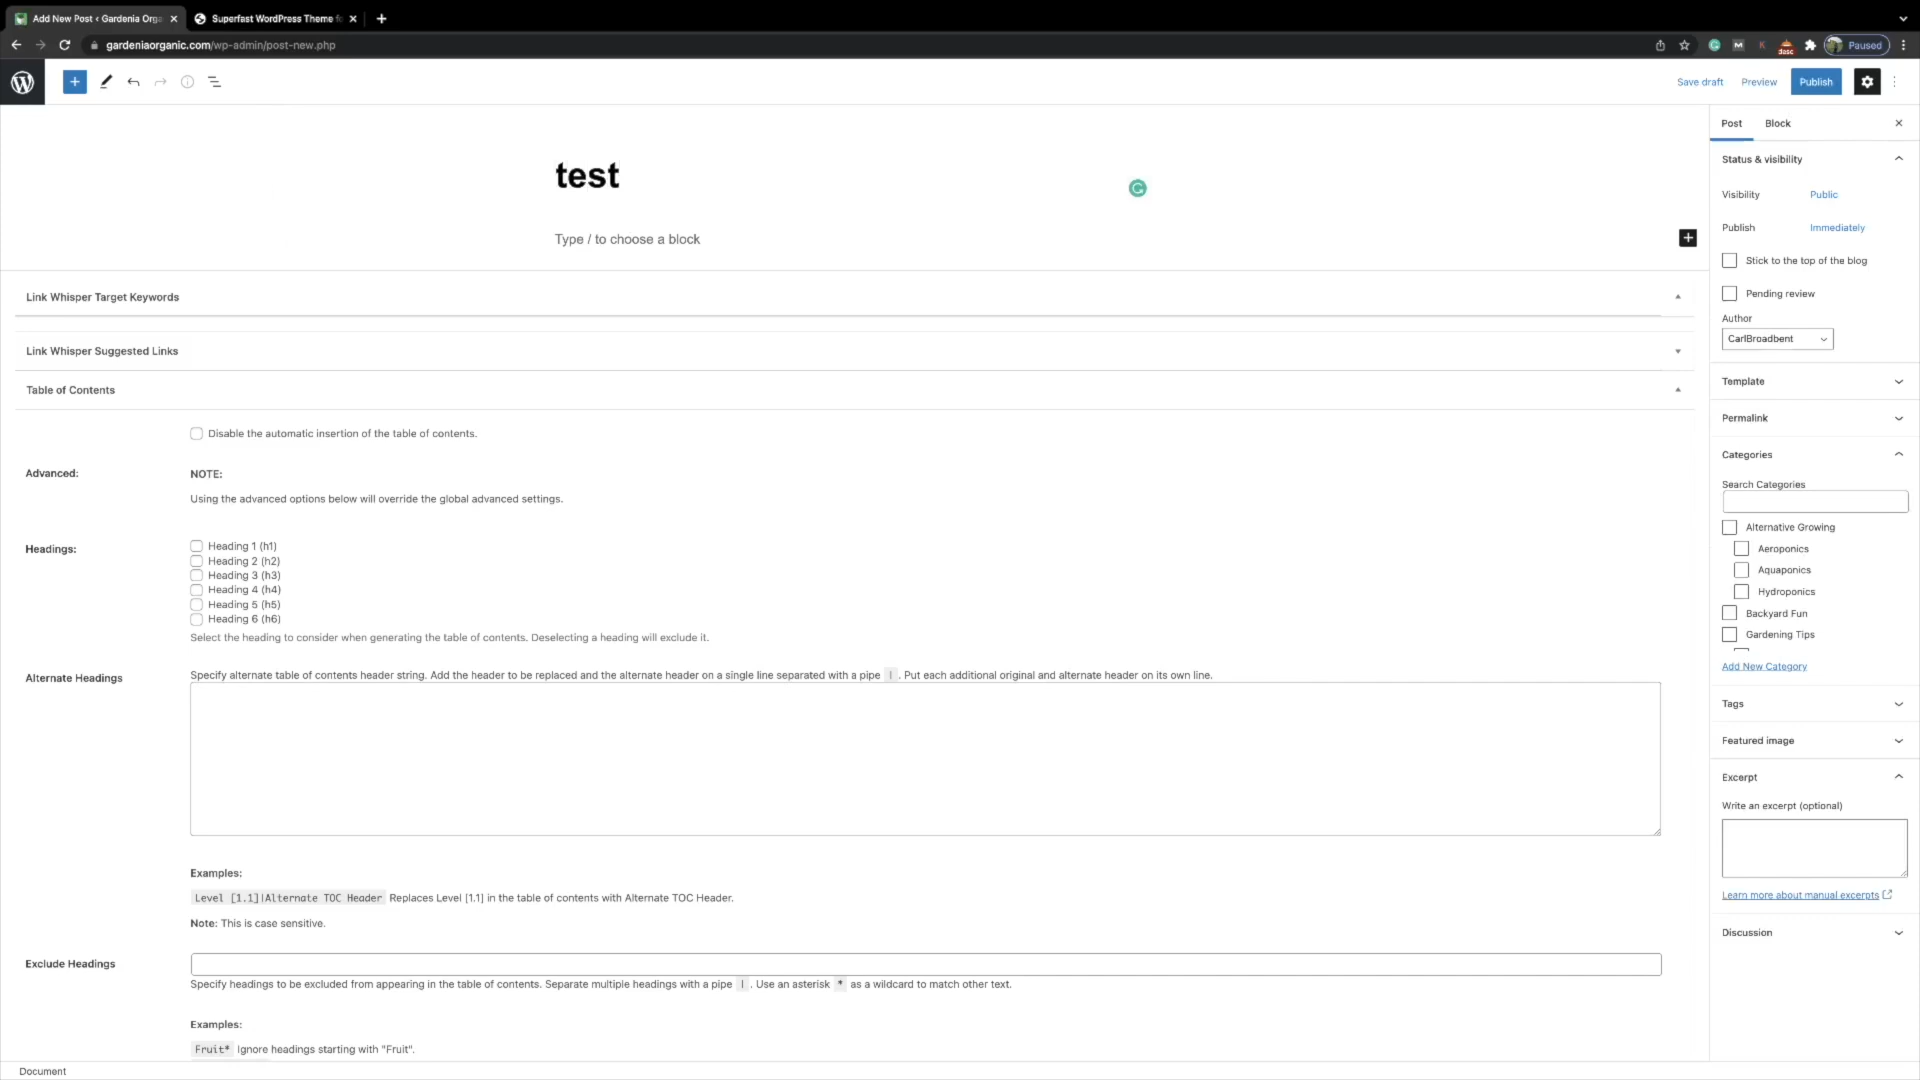 Add New Post ‹ Gardenia Orga
Superfast WordPress Theme fo
gardeniaorganic.com/wp-admin/post-new.php
Paused
Save draft
Preview
Publish
Post
Block
test
Type / to choose a block
Link Whisper Target Keywords
Link Whisper Suggested Links
Table of Contents
Disable the automatic insertion of the table of contents.
Advanced:
NOTE:
Using the advanced options below will override the global advanced settings.
Headings:
Heading 1 (h1)
Heading 2 (h2)
Heading 3 (h3)
Heading 4 (h4)
Heading 5 (h5)
Heading 6 (h6)
Select the heading to consider when generating the table of contents. Deselecting a heading will exclude it.
Alternate Headings
Specify alternate table of contents header string. Add the header to be replaced and the alternate header on a single line separated with a pipe | . Put each additional original and alternate header on its own line.
Examples:
Level [1.1]|Alternate TOC Header Replaces Level [1.1] in the table of contents with Alternate TOC Header.
Note: This is case sensitive.
Exclude Headings
Specify headings to be excluded from appearing in the table of contents. Separate multiple headings with a pipe | . Use an asterisk * as a wildcard to match other text.
Examples:
Fruit* Ignore headings starting with "Fruit".
Document
Status & visibility
Visibility
Public
Publish
Immediately
Stick to the top of the blog
Pending review
Author
CarlBroadbent
Template
Permalink
Categories
Search Categories
Alternative Growing
Aeroponics
Aquaponics
Hydroponics
Backyard Fun
Gardening Tips
Add New Category
Tags
Featured image
Excerpt
Write an excerpt (optional)
Learn more about manual excerpts
Discussion